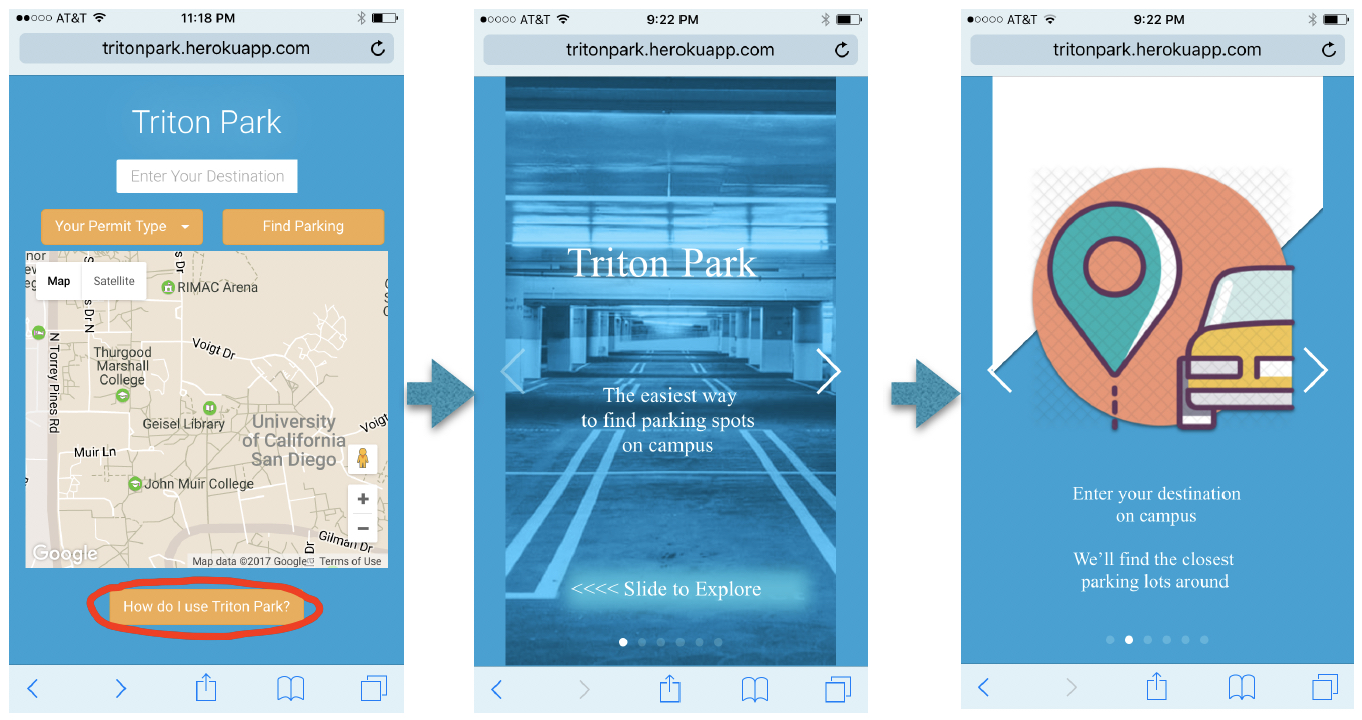 ●●○○○ AT&T 11:18 PM
tritonpark.herokuapp.com
Triton Park
Enter Your Destination
Your Permit Type
Find Parking
Map
Satellite
s Dr
RIMAC Arena
s Dr N
N Torrey Pines Rd
Voigt Dr
Thurgood
Marshall
College
Geisel Library
University
of California
San Diego
Voigt
Muir Ln
John Muir College
+
−
Gilman Dr
Dr
Google
Map data ©2017 Google
Terms of Use
How do I use Triton Park?
●○○○○ AT&T 9:22 PM
tritonpark.herokuapp.com
Triton Park
The easiest way
to find parking spots
on campus
<<<< Slide to Explore
●○○○○ AT&T 9:22 PM
tritonpark.herokuapp.com
Enter your destination
on campus
We'll find the closest
parking lots around